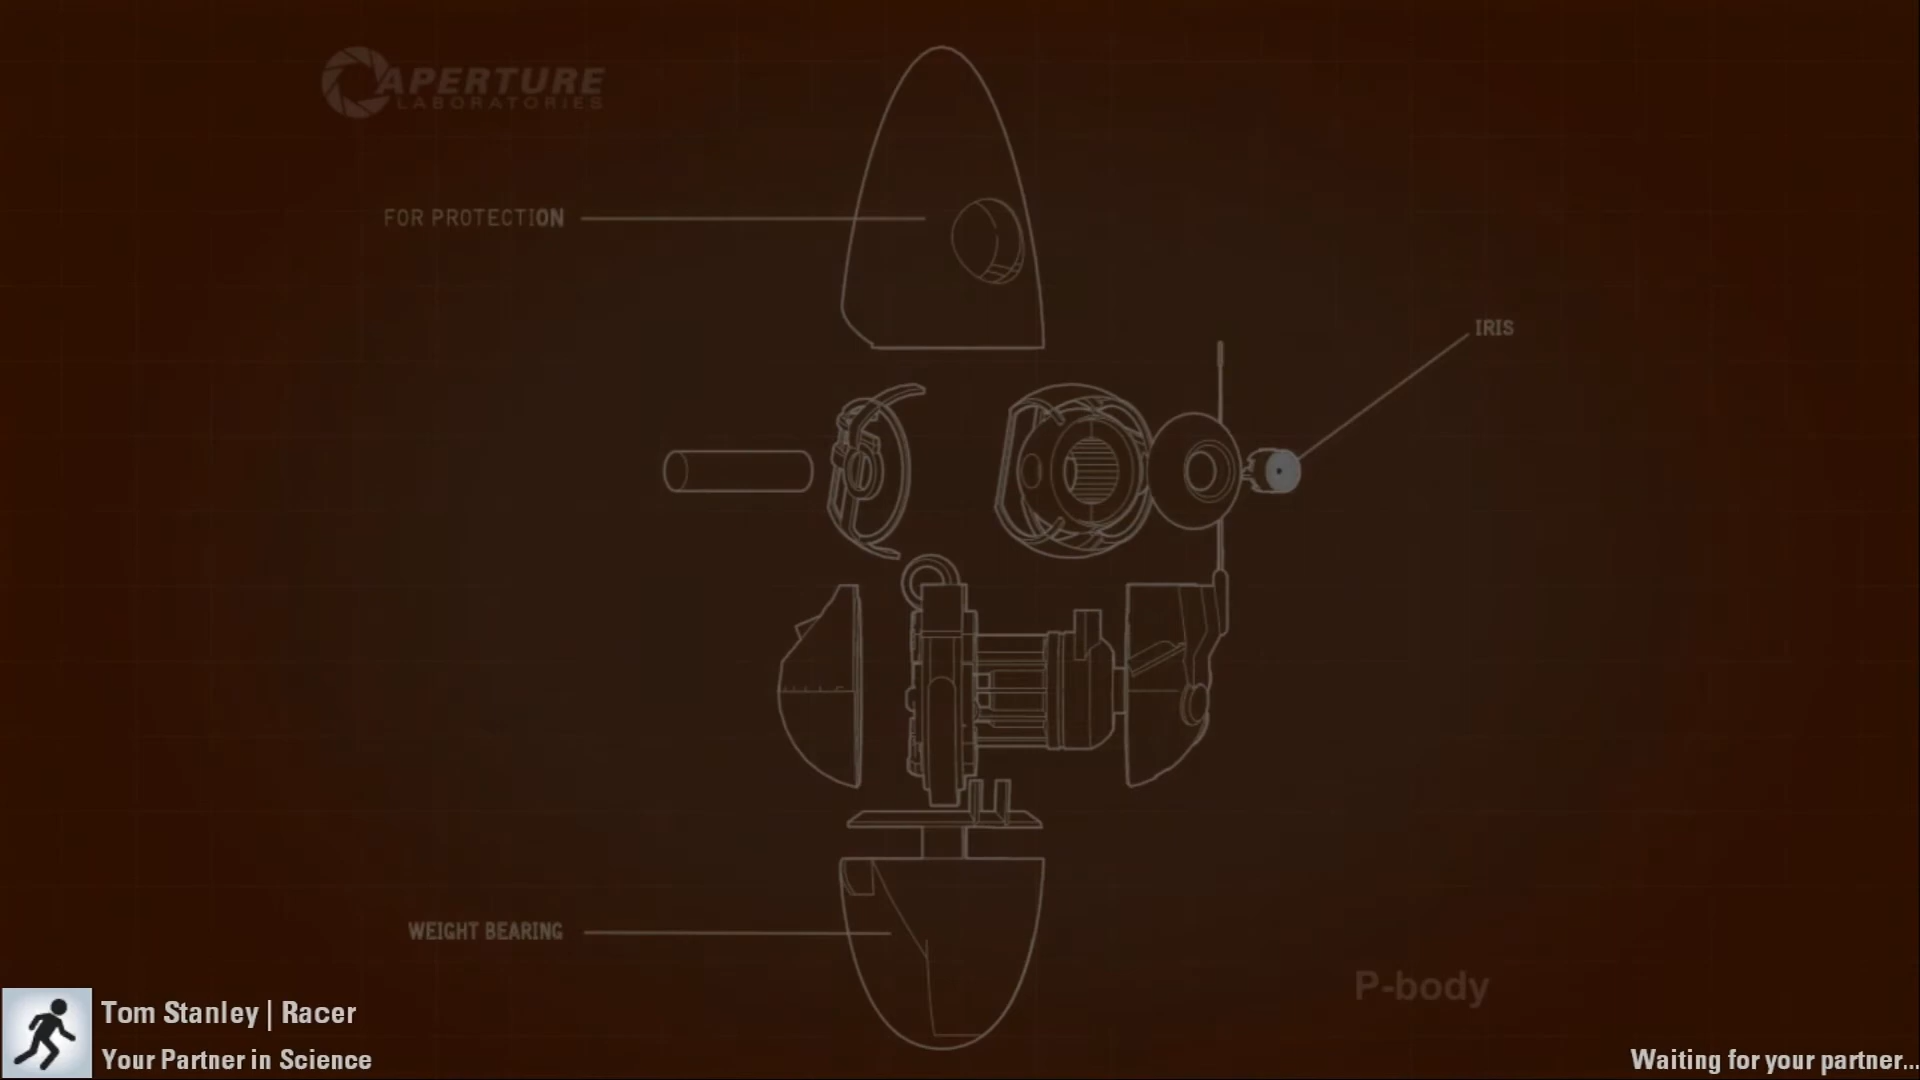 APERTURE
LABORATORIES
FOR PROTECTION
IRIS
WEIGHT BEARING
P-body
Tom Stanley | Racer
Your Partner in Science
Waiting for your partner...